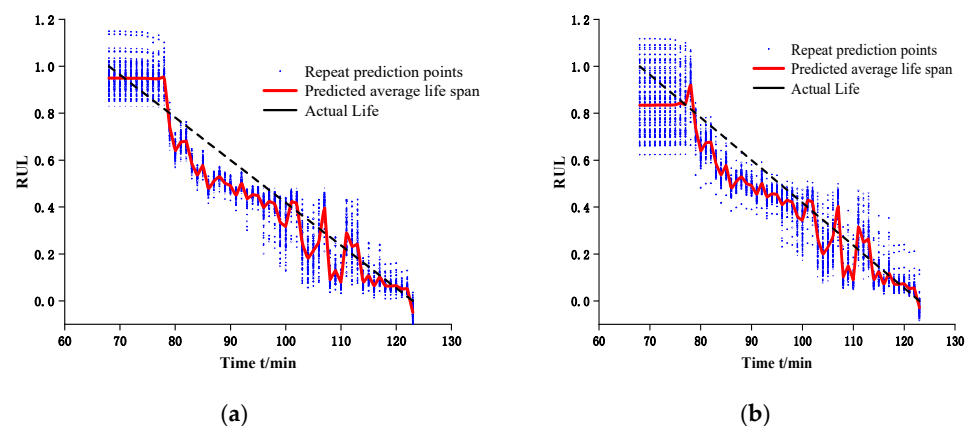 1.2
1.0
0.8
0.6
0.4
0.2
0.0
RUL
60 70 80 90 100 110 120 130
Time t/min
Repeat prediction points
Predicted average life span
Actual Life
(a)
1.2
1.0
0.8
0.6
0.4
0.2
0.0
RUL
60 70 80 90 100 110 120 130
Time t/min
Repeat prediction points
Predicted average life span
Actual Life
(b)